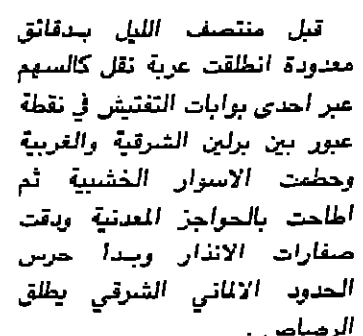 قبل منتصف الليل بدقائق
معدودة انطلقت عربة نقل كالسهم
عبر احدى بوابات التفتيش في نقطة
عبور بين برلين الشرقية والغربية
وحطمت الاسوار الخشبية ثم
اطاحت بالحواجز المعدنية ودقت
صفارات الانذار وبدأ حرس
الحدود الالماني الشرقي يطلق
الرصاص .